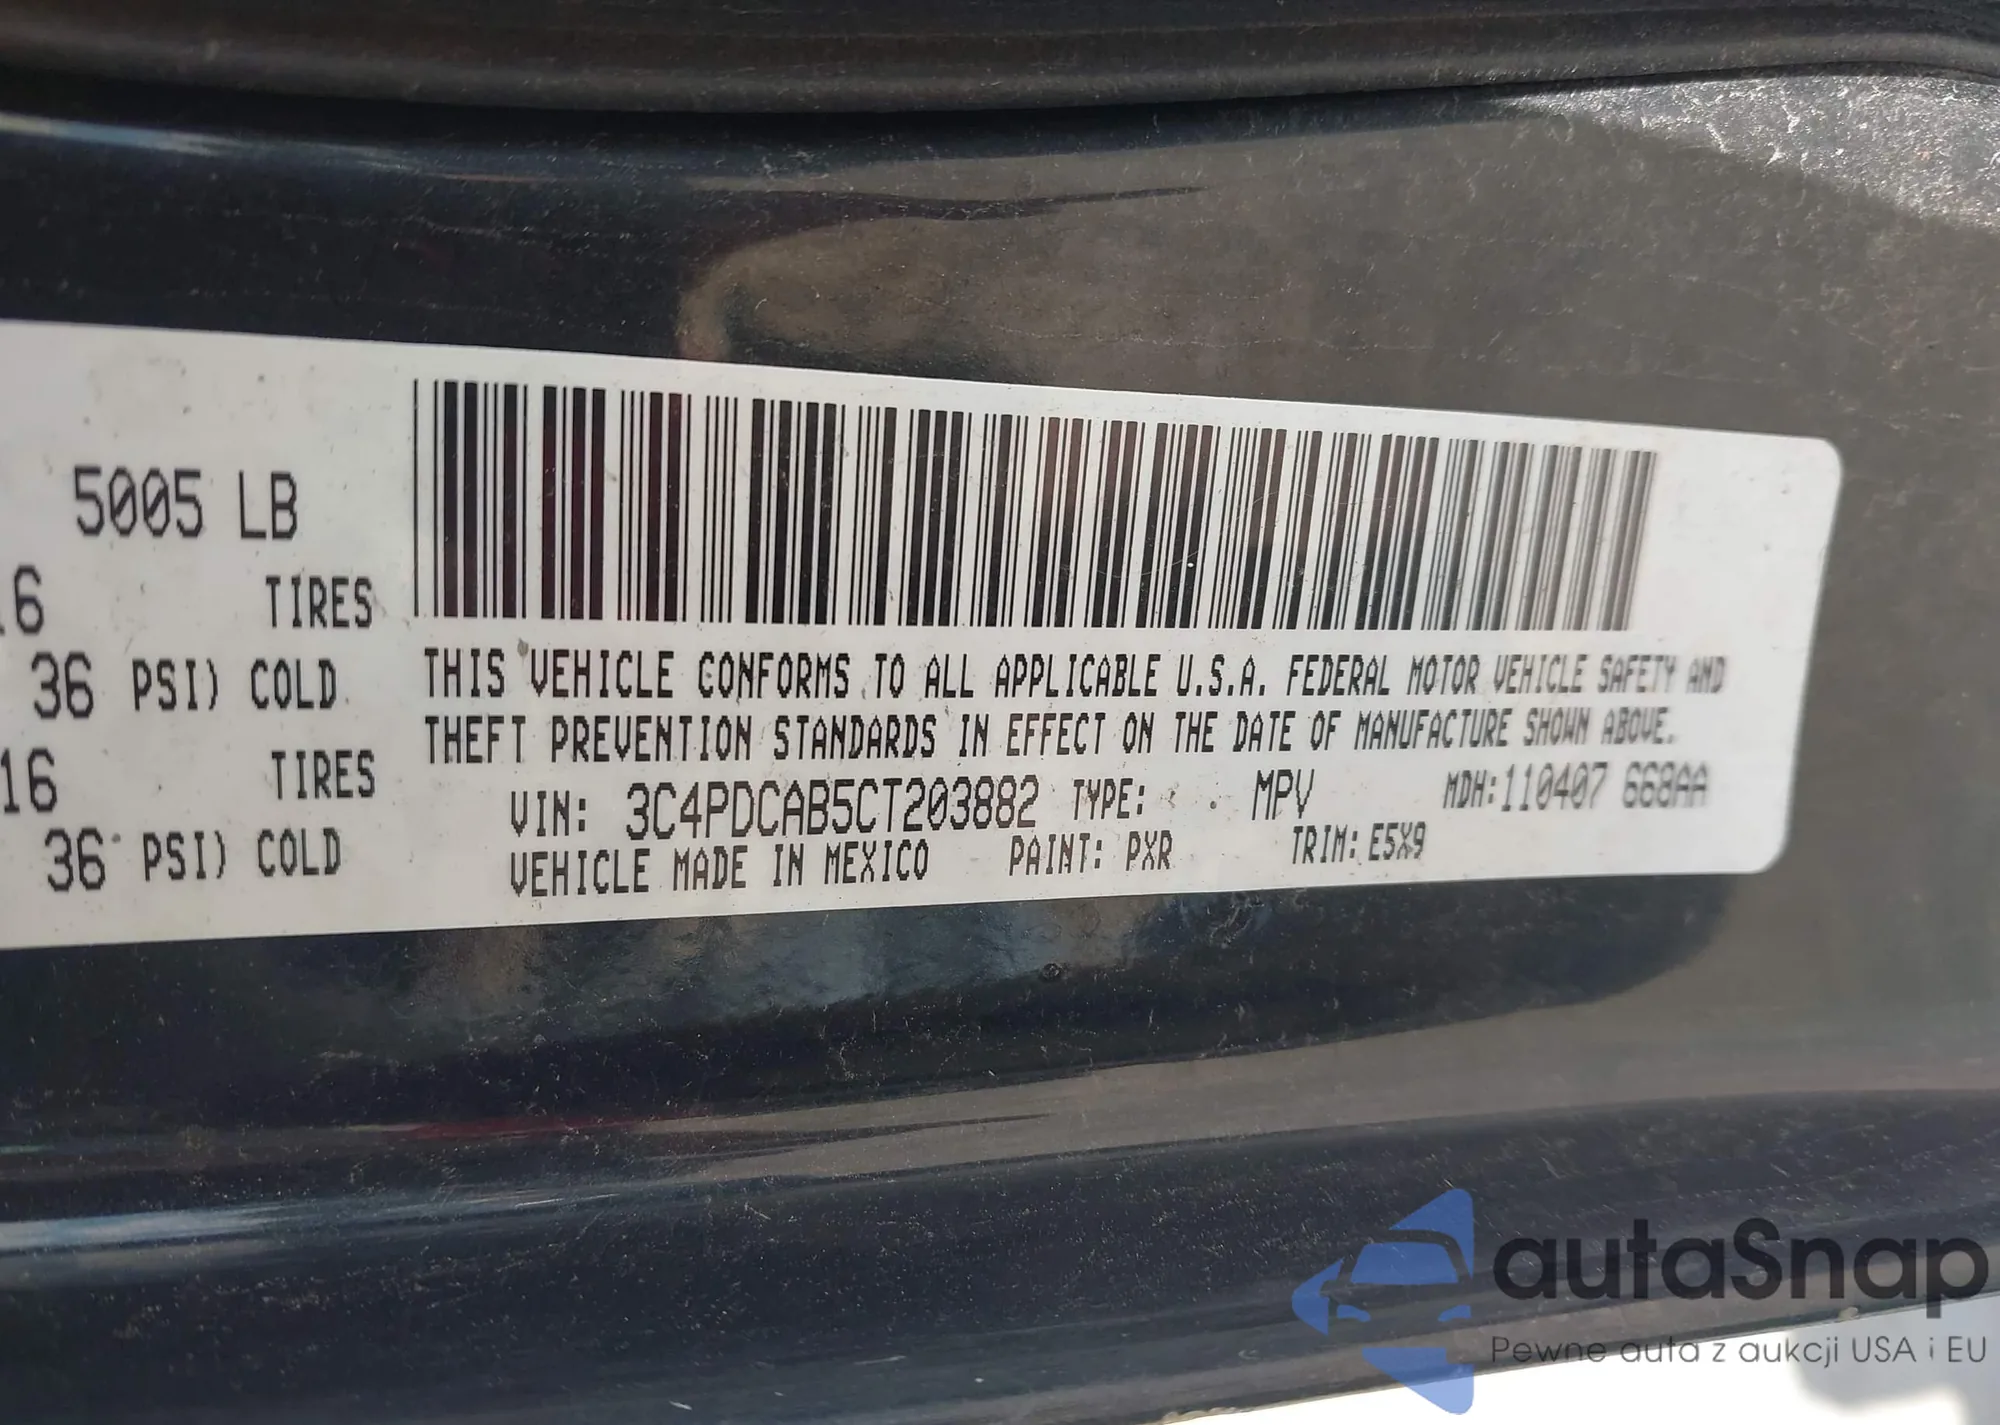 5005 LB
16 TIRES
36 PSI) COLD
16 TIRES
36 PSI) COLD
THIS VEHICLE CONFORMS TO ALL APPLICABLE U.S.A. FEDERAL MOTOR VEHICLE SAFETY AND
THEFT PREVENTION STANDARDS IN EFFECT ON THE DATE OF MANUFACTURE SHOWN ABOVE.
VIN: 3C4PDCAB5CT203882 TYPE: MPV MDH:110407 668AA
VEHICLE MADE IN MEXICO PAINT: PXR TRIM: E5X9
autaSnap
Pewne auta z aukcji USA i EU